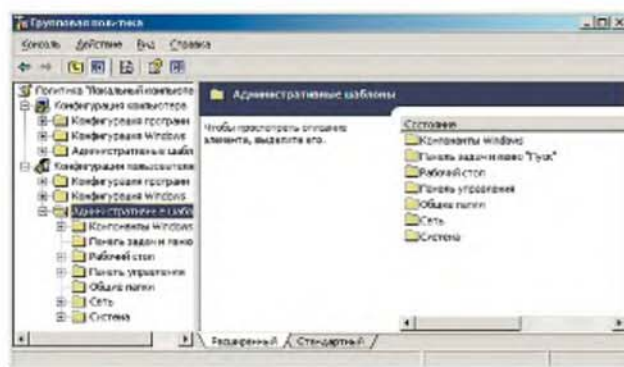 Групповая политика
Консоль Действие Вид Справка
Политика "Локальный компьюте
Конфигурация компьютера
Конфигурация програм
Конфигурация Windows
Административные шабл
Конфигурация пользователя
Конфигурация програм
Конфигурация Windows
Административные шабл
Компоненты Windows
Панель задач и меню
Рабочий стол
Панель управления
Общие папки
Сеть
Система
Административные шаблоны
Чтобы просмотреть описание
элемента, выделите его.
Состояние
Компоненты Windows
Панель задач и меню "Пуск"
Рабочий стол
Панель управления
Общие папки
Сеть
Система
Расширенный Стандартный